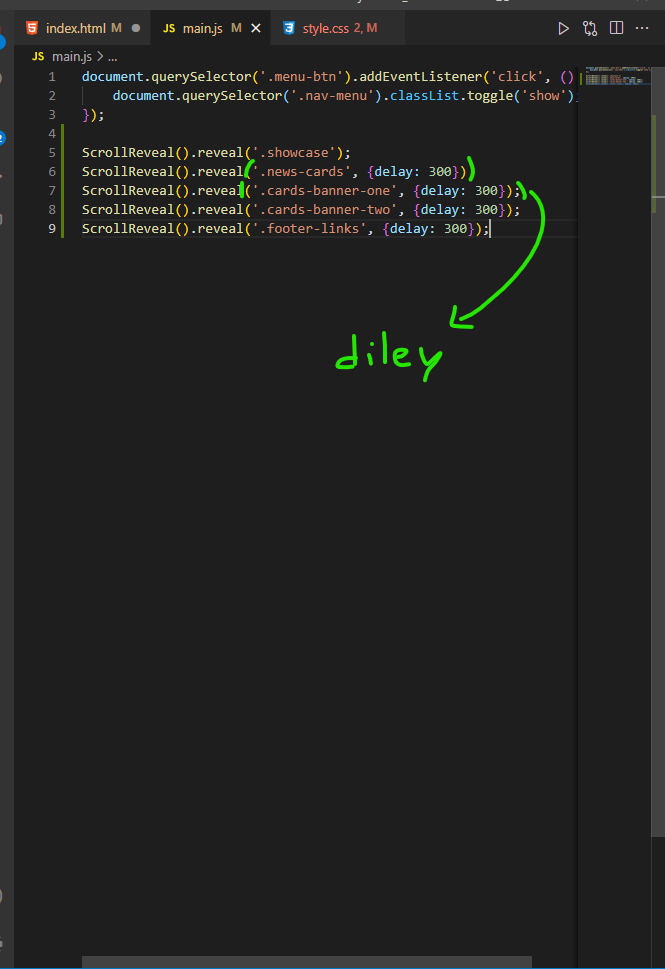 index.html M
JS main.js M
style.css 2, M
JS main.js > ...
1 document.querySelector('.menu-btn').addEventListener('click', ()
2 document.querySelector('.nav-menu').classList.toggle('show')
3 });
4
5 ScrollReveal().reveal('.showcase');
6 ScrollReveal().reveal('.news-cards', {delay: 300})
7 ScrollReveal().reveal('.cards-banner-one', {delay: 300});
8 ScrollReveal().reveal('.cards-banner-two', {delay: 300});
9 ScrollReveal().reveal('.footer-links', {delay: 300});
diley